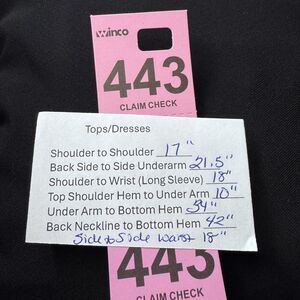 winco
443
CLAIM CHECK
Tops/Dresses
Shoulder to Shoulder 17"
Back Side to Side Underarm 21.5"
Shoulder to Wrist (Long Sleeve) 18"
Top Shoulder Hem to Under Arm 10"
Under Arm to Bottom Hem 34"
Back Neckline to Bottom Hem 42"
Side to Side Waist 18"
443
CLAIM CHECK